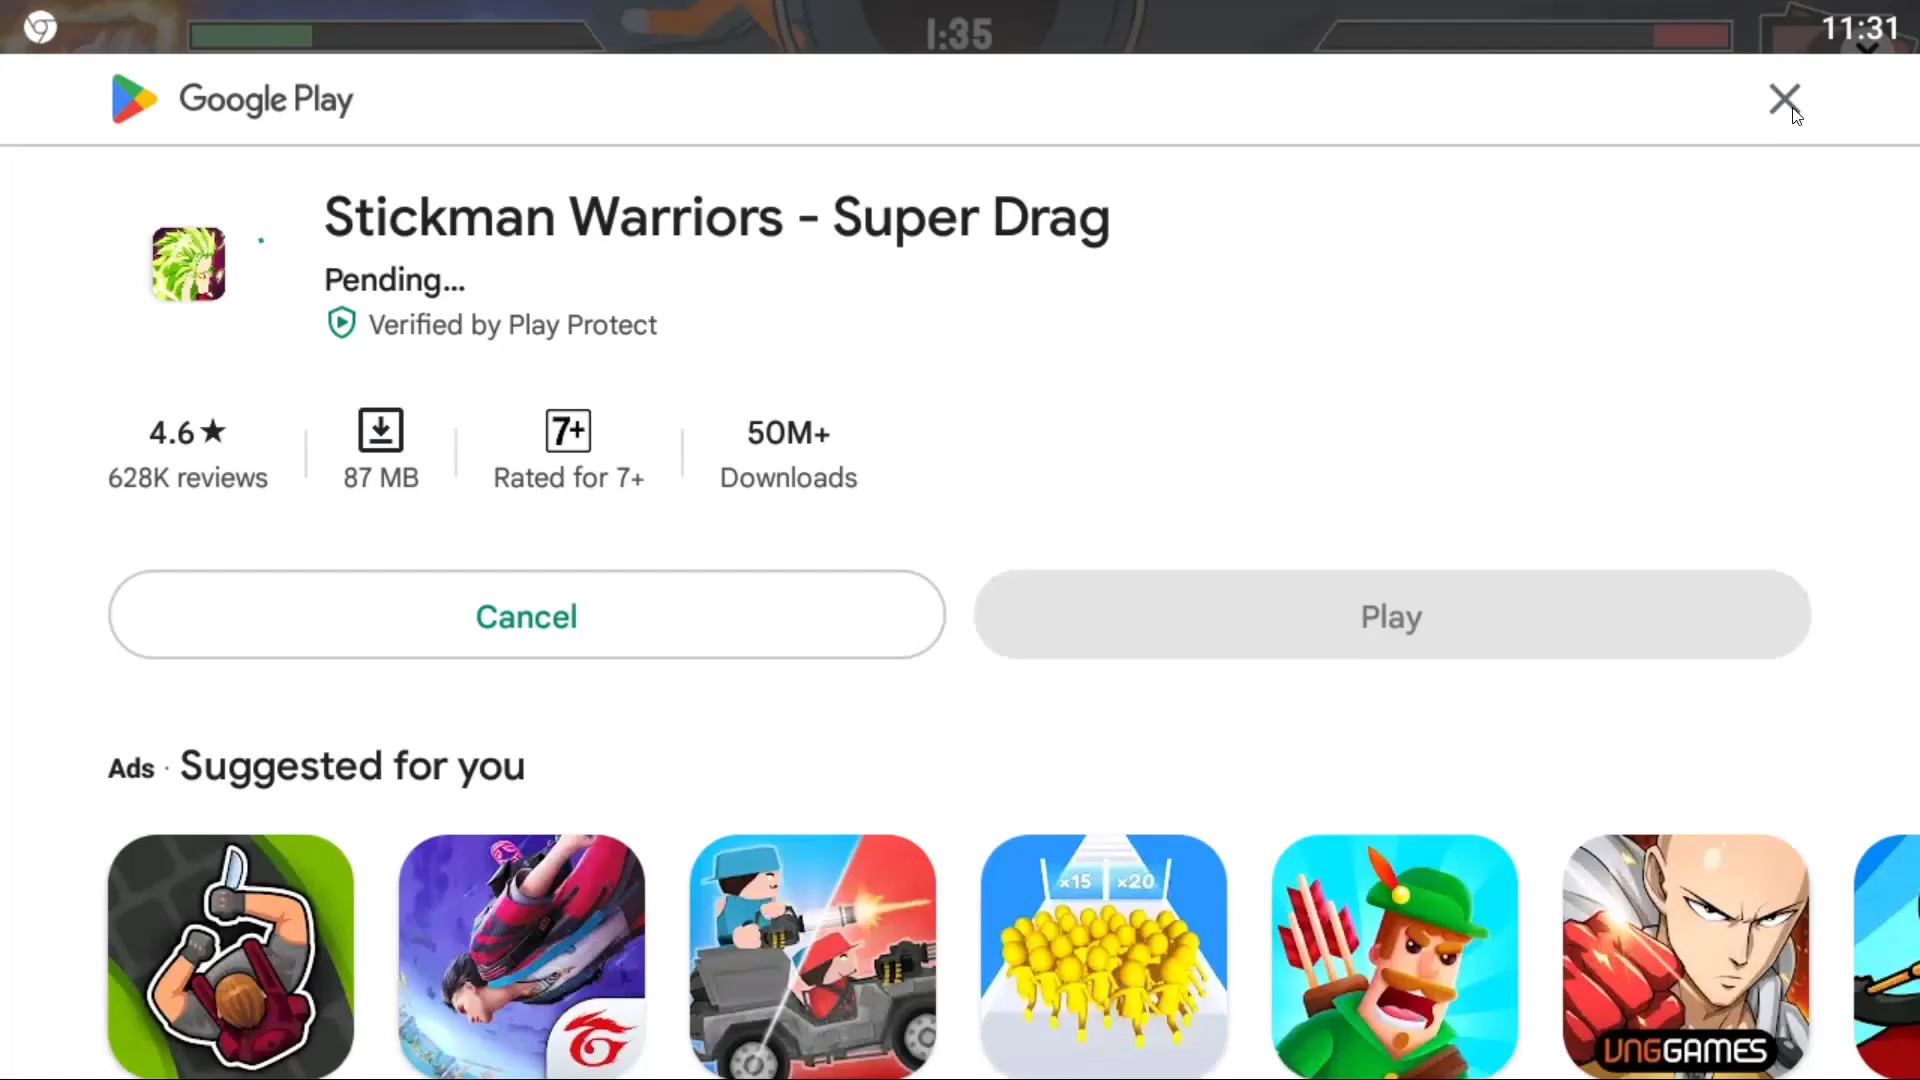 1:35
11:31
Google Play
Stickman Warriors - Super Drag
Pending...
Verified by Play Protect
4.6★
628K reviews
87 MB
7+
Rated for 7+
50M+
Downloads
Cancel
Play
Ads · Suggested for you
x15
x20
VNGGAMES